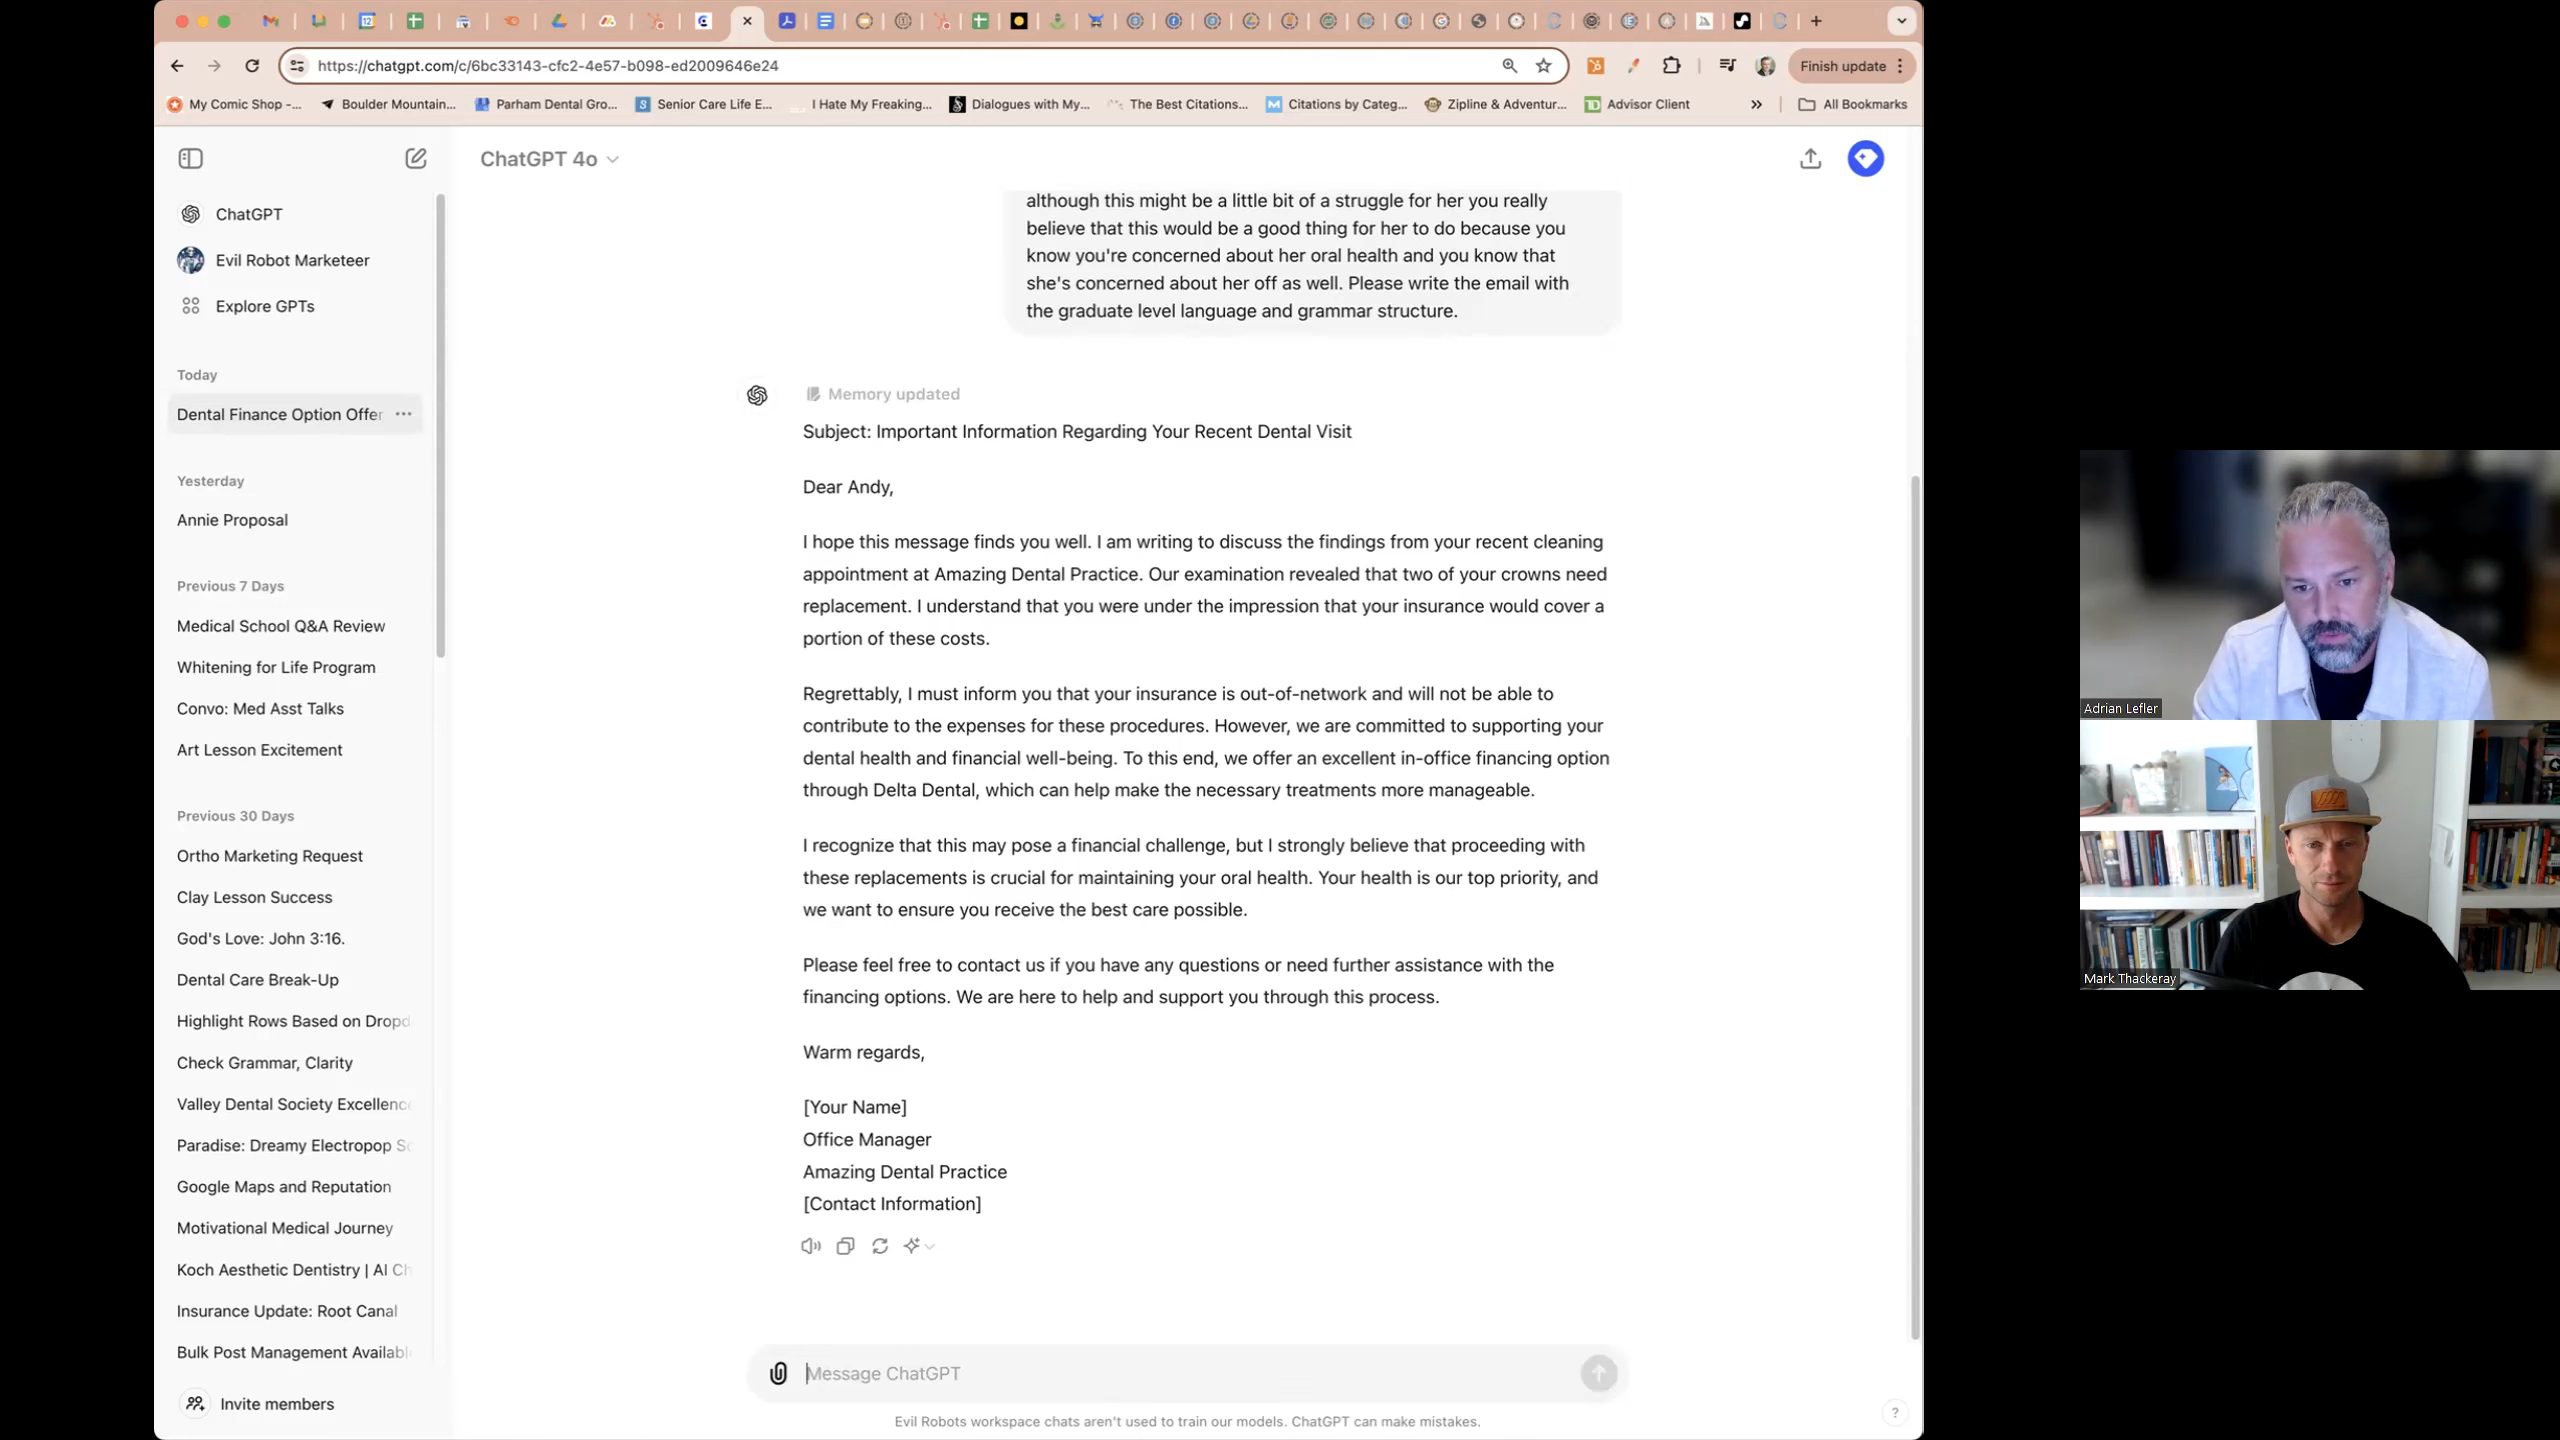 https://chatgpt.com/c/6bc33143-cfc2-4e57-b098-ed2009646e24
Finish update
My Comic Shop -...
Boulder Mountain...
Parham Dental Gro...
Senior Care Life E...
I Hate My Freaking...
Dialogues with My...
The Best Citations...
Citations by Categ...
Zipline & Adventur...
Advisor Client
»
All Bookmarks
ChatGPT
Evil Robot Marketeer
Explore GPTs
Today
Dental Finance Option Offer
Yesterday
Annie Proposal
Previous 7 Days
Medical School Q&A Review
Whitening for Life Program
Convo: Med Asst Talks
Art Lesson Excitement
Previous 30 Days
Ortho Marketing Request
Clay Lesson Success
God's Love: John 3:16.
Dental Care Break-Up
Highlight Rows Based on Dropd
Check Grammar, Clarity
Valley Dental Society Excellence
Paradise: Dreamy Electropop So
Google Maps and Reputation
Motivational Medical Journey
Koch Aesthetic Dentistry | AI Ch
Insurance Update: Root Canal
Bulk Post Management Availabl
Invite members
ChatGPT 4o
although this might be a little bit of a struggle for her you really
believe that this would be a good thing for her to do because you
know you're concerned about her oral health and you know that
she's concerned about her off as well. Please write the email with
the graduate level language and grammar structure.
Memory updated
Subject: Important Information Regarding Your Recent Dental Visit
Dear Andy,
I hope this message finds you well. I am writing to discuss the findings from your recent cleaning
appointment at Amazing Dental Practice. Our examination revealed that two of your crowns need
replacement. I understand that you were under the impression that your insurance would cover a
portion of these costs.
Regrettably, I must inform you that your insurance is out-of-network and will not be able to
contribute to the expenses for these procedures. However, we are committed to supporting your
dental health and financial well-being. To this end, we offer an excellent in-office financing option
through Delta Dental, which can help make the necessary treatments more manageable.
I recognize that this may pose a financial challenge, but I strongly believe that proceeding with
these replacements is crucial for maintaining your oral health. Your health is our top priority, and
we want to ensure you receive the best care possible.
Please feel free to contact us if you have any questions or need further assistance with the
financing options. We are here to help and support you through this process.
Warm regards,
[Your Name]
Office Manager
Amazing Dental Practice
[Contact Information]
Message ChatGPT
Evil Robots workspace chats aren't used to train our models. ChatGPT can make mistakes.
?
Adrian Lefler
Mark Thackeray